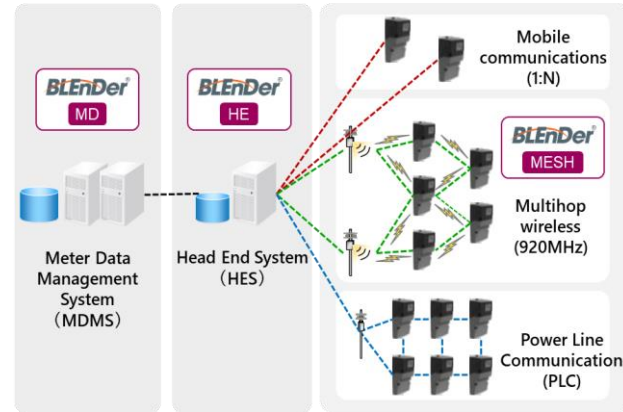 BLEnDer®
MD
Meter Data
Management
System
（MDMS）
BLEnDer®
HE
Head End System
（HES）
Mobile
communications
(1:N)
BLEnDer®
MESH
Multihop
wireless
(920MHz)
Power Line
Communication
(PLC)